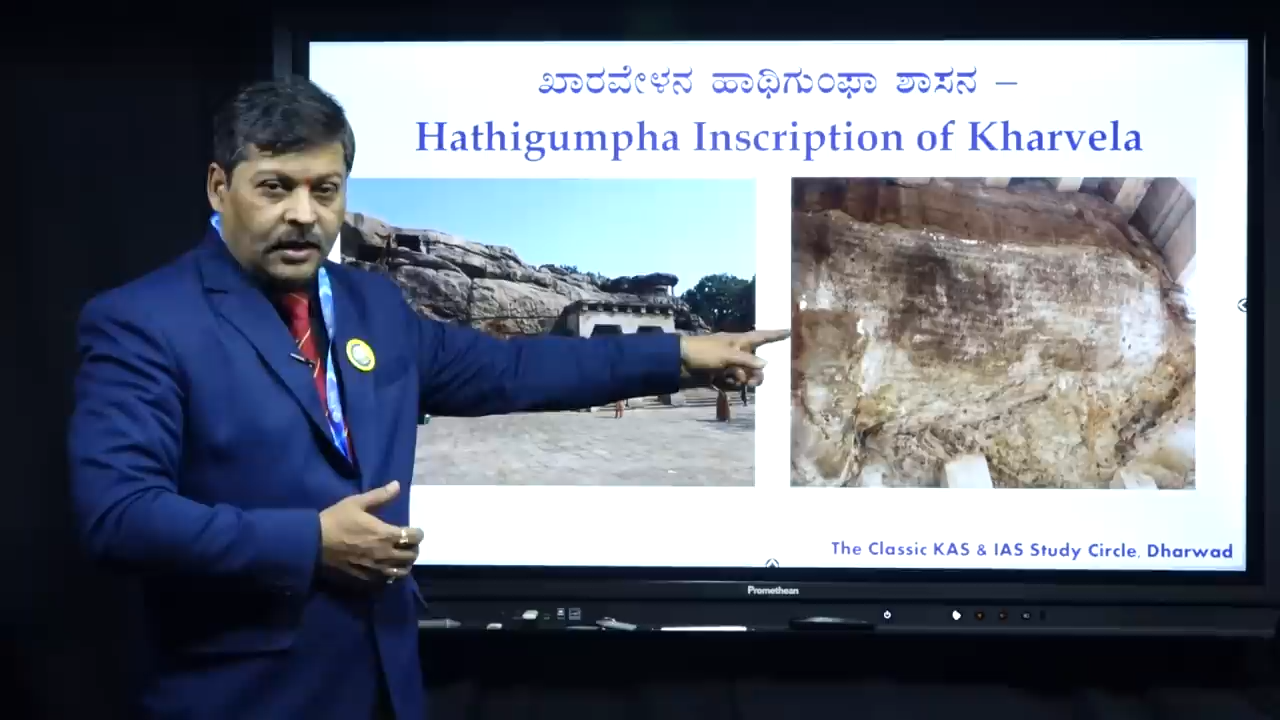 ಖಾರವೇಳನ ಹಾಥಿಗುಂಫಾ ಶಾಸನ –
Hathigumpha Inscription of Kharvela
The Classic KAS & IAS Study Circle, Dharwad
Promethean